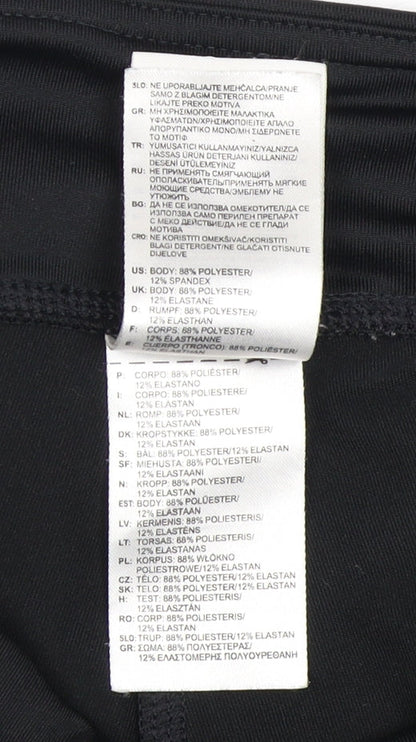 SLO: NE UPORABLJAJTE MEHČALCA/PRANJE
SAMO Z BLAGIM DETERGENTOM/NE
LIKAJTE PREKO MOTIVA
GR: ΜΗ ΧΡΗΣΙΜΟΠΟΙΕΙΤΕ ΜΑΛΑΚΤΙΚΑ
ΥΦΑΣΜΑΤΩΝ/ΧΡΗΣΙΜΟΠΟΙΕΙΤΕ ΑΠΑΛΟ
ΑΠΟΡΥΠΑΝΤΙΚΟ ΜΟΝΟ/ΜΗ ΣΙΔΕΡΟΝΕΤΕ
ΤΟ ΜΟΤΙΦ
TR: YUMUŞATICI KULLANMAYINIZ/YALNIZCA
HASSAS ÜRÜN DETERJANI KULLANINIZ/
DESENİ ÜTÜLEMEYİNİZ
RU: НЕ ПРИМЕНЯТЬ СМЯГЧАЮЩИЙ
ОПОЛАСКИВАТЕЛЬ/ПРИМЕНЯТЬ МЯГКИЕ
МОЮЩИЕ СРЕДСТВА/ЭМБЛЕМУ НЕ
УТЮЖИТЬ
BG: ДА НЕ СЕ ИЗПОЛЗВА ОМЕКОТИТЕЛ/ДА СЕ
ИЗПОЛЗВА САМО ПЕРИЛЕН ПРЕПАРАТ
С МЕКО ДЕЙСТВИЕ/ДА НЕ СЕ ГЛАДИ
МОТИВА
CRO: NE KORISTITI OMEKŠIVAČ/KORISTITI
BLAGI DETERGENT/NE GLAČATI OTISNUTE
DIJELOVE
US: BODY: 88% POLYESTER/
12% SPANDEX
UK: BODY: 88% POLYESTER/
12% ELASTANE
D: RUMPF: 88% POLYESTER/
12% ELASTHAN
F: CORPS: 88% POLYESTER/
12% ELASTHANNE
E: CUERPO (TRONCO): 88% POLIÉSTER/
P: CORPO: 88% POLIÉSTER/
12% ELASTANO
I: CORPO: 88% POLIESTERE/
12% ELASTAN
NL: ROMP: 88% POLYESTER/
12% ELASTAAN
DK: KROPSTYKKE: 88% POLYESTER/
12% ELASTAN
S: BÅL: 88% POLYESTER/12% ELASTAN
SF: MIEHUSTA: 88% POLYESTERI/
12% ELASTAANI
N: KROPP: 88% POLYESTER/
12% ELASTAN
EST: BODY: 88% POLÜESTER/
12% ELASTAAN
LV: KERMENIS: 88% POLIESTERIS/
12% ELASTĀNS
LT: TORSAS: 88% POLIESTERIS/
12% ELASTANAS
PL: KORPUS: 88% WŁÓKNO
POLIESTROWE/12% ELASTAN
CZ: TĚLO: 88% POLYESTER/12% ELASTAN
SK: TELO: 88% POLYESTER/12% ELASTAN
H: TEST: 88% POLIESTER/
12% ELASZTÁN
RO: CORP: 88% POLIESTERIS/
12% ELASTAN
SLO: TRUP: 88% POLIESTER/12% ELASTAN
GR: ΣΩΜΑ: 88% ΠΟΛΥΕΣΤΕΡΑΣ/
12% ΕΛΑΣΤΟΜΕΡΗΣ ΠΟΛΥΟΥΡΕΘΑΝΗ